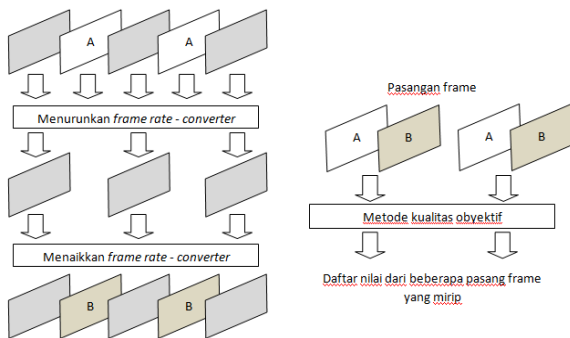 A
A
Menurunkan frame rate - converter
Menaikkan frame rate - converter
B
B
Pasangan frame
A
B
A
B
Metode kualitas obyektif
Daftar nilai dari beberapa pasang frame
yang mirip